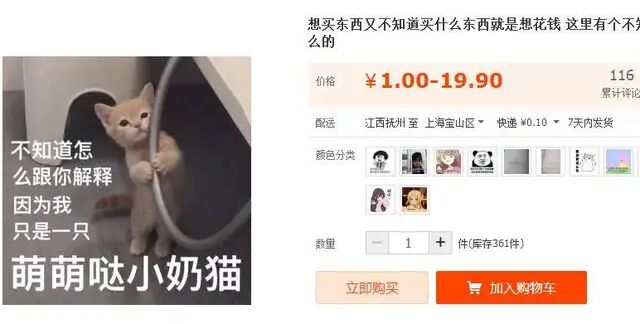 不知道怎
么跟你解释
因为我
只是一只
萌萌哒小奶猫
想买东西又不知道买什么东西就是想花钱 这里有个不知
么的
价格 ¥1.00-19.90 116
累计评论
配送 江西抚州 至 上海宝山区 快递 ¥0.10 7天内发货
颜色分类
数量 - 1 + 件(库存361件)
立即购买 加入购物车